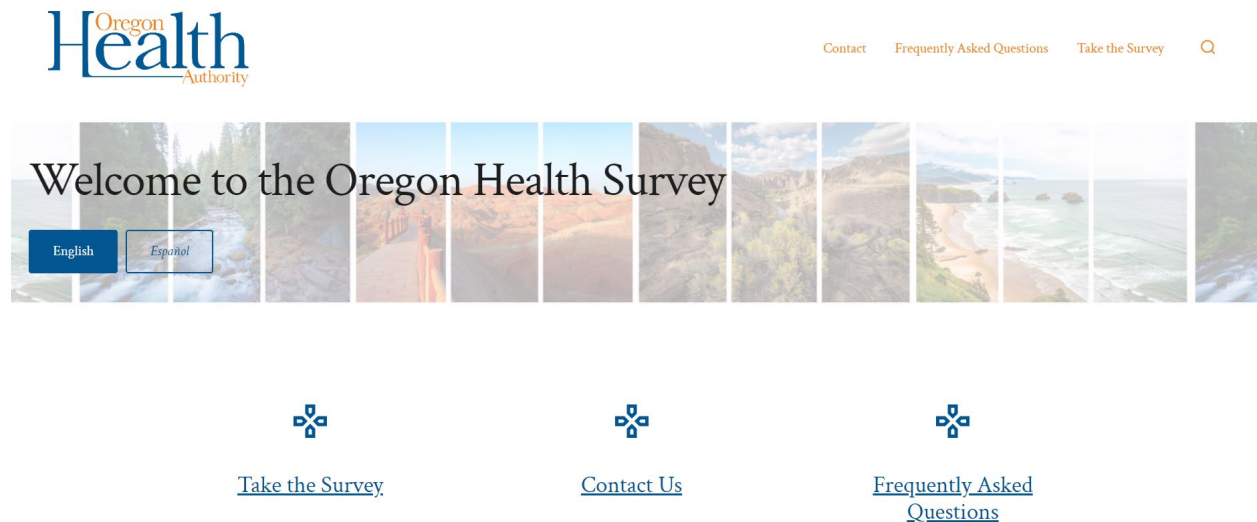 Oregon
Health
Authority
Contact Frequently Asked Questions Take the Survey
Welcome to the Oregon Health Survey
English Español
Take the Survey Contact Us Frequently Asked
Questions